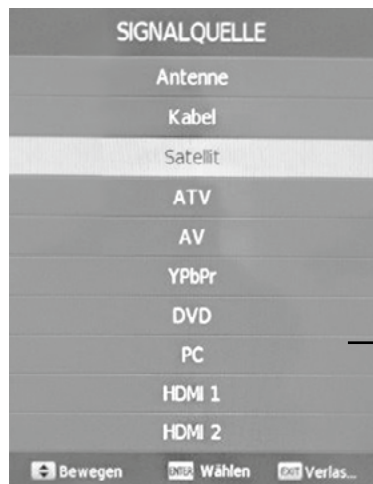 SIGNALQUELLE
Antenne
Kabel
Satellit
ATV
AV
YPbPr
DVD
PC
HDMI 1
HDMI 2
Bewegen ENTER Wählen EXIT Verlas...